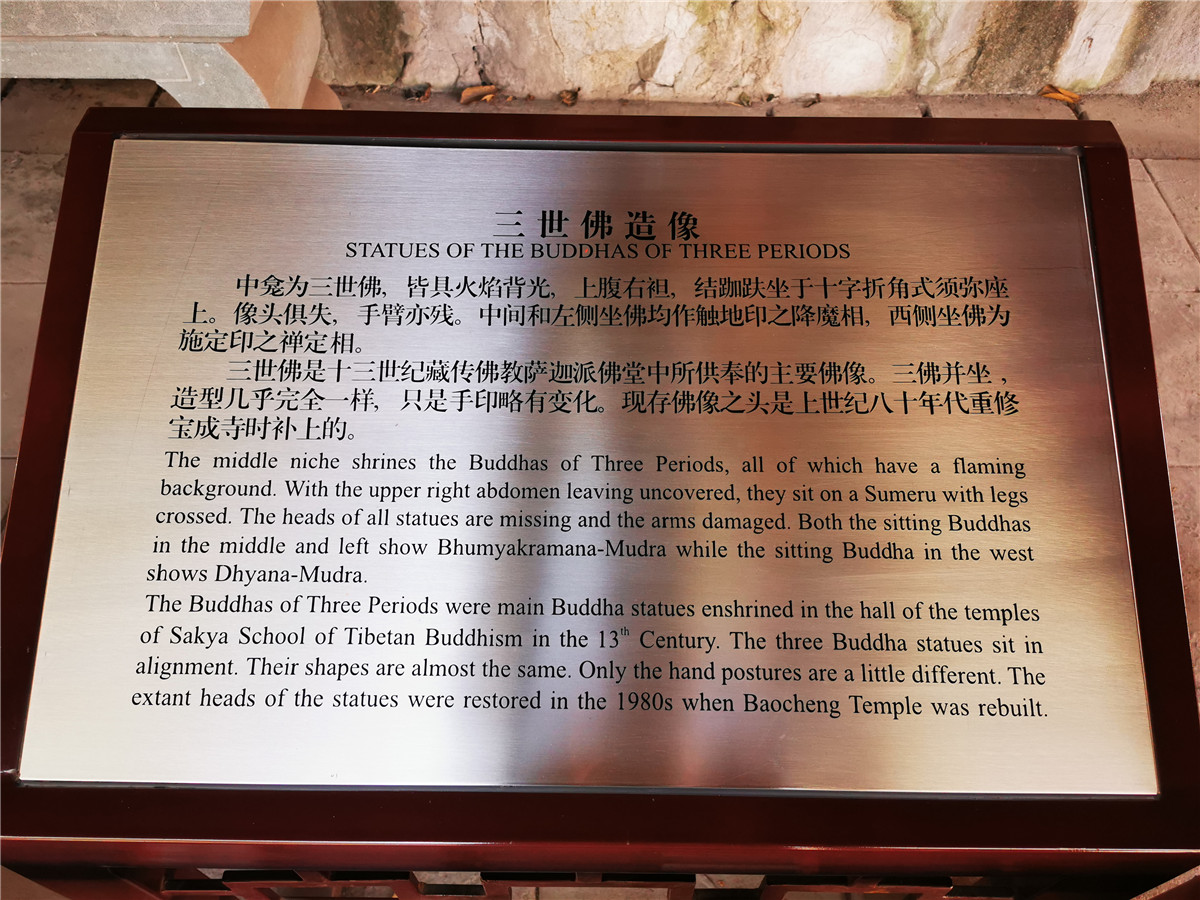 三世佛造像
STATUES OF THE BUDDHAS OF THREE PERIODS
中龛为三世佛，皆具火焰背光，上腹右袒，结跏趺坐于十字折角式须弥座
上。像头俱失，手臂亦残。中间和左侧坐佛均作触地印之降魔相，西侧坐佛为
施定印之禅定相。
三世佛是十三世纪藏传佛教萨迦派佛堂中所供奉的主要佛像。三佛并坐，
造型几乎完全一样，只是手印略有变化。现存佛像之头是上世纪八十年代重修
宝成寺时补上的。
The middle niche shrines the Buddhas of Three Periods, all of which have a flaming
background. With the upper right abdomen leaving uncovered, they sit on a Sumeru with legs
crossed. The heads of all statues are missing and the arms damaged. Both the sitting Buddhas
in the middle and left show Bhumyakramana-Mudra while the sitting Buddha in the west
shows Dhyana-Mudra.
The Buddhas of Three Periods were main Buddha statues enshrined in the hall of the temples
of Sakya School of Tibetan Buddhism in the 13th Century. The three Buddha statues sit in
alignment. Their shapes are almost the same. Only the hand postures are a little different. The
extant heads of the statues were restored in the 1980s when Baocheng Temple was rebuilt.